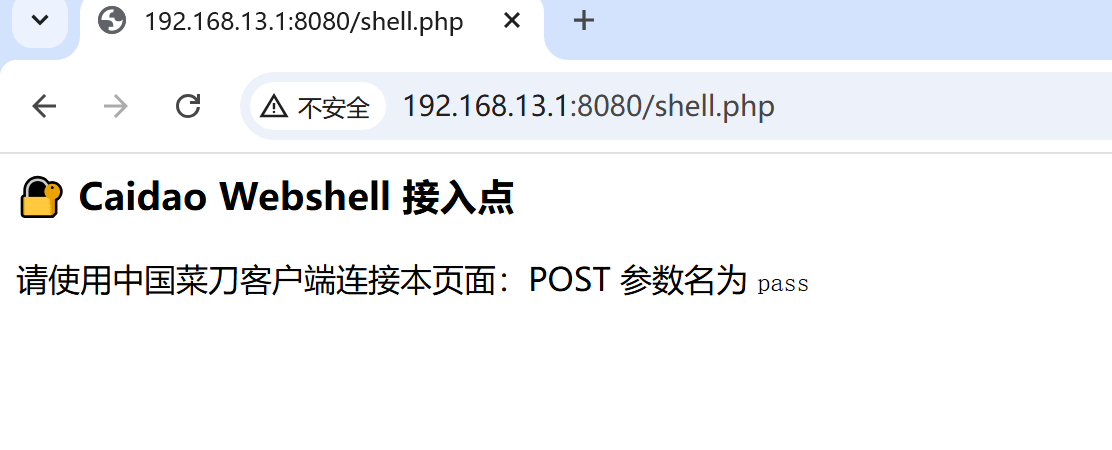 192.168.13.1:8080/shell.php
不安全 192.168.13.1:8080/shell.php
Caidao Webshell 接入点
请使用中国菜刀客户端连接本页面：POST 参数名为 pass